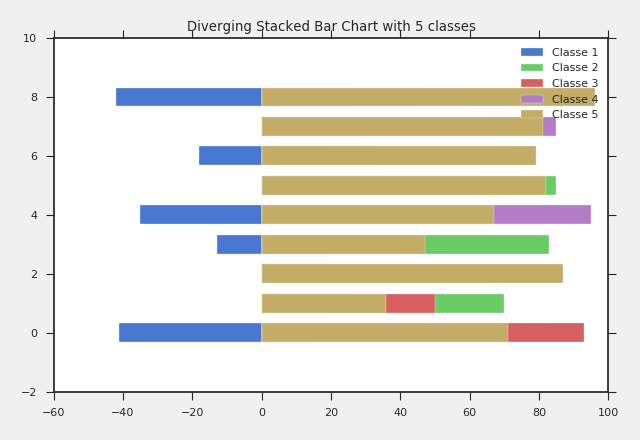 Diverging Stacked Bar Chart with 5 classes
10
8
6
4
2
0
−2
Classe 1
Classe 2
Classe 3
Classe 4
Classe 5
−60 −40 −20 0 20 40 60 80 100